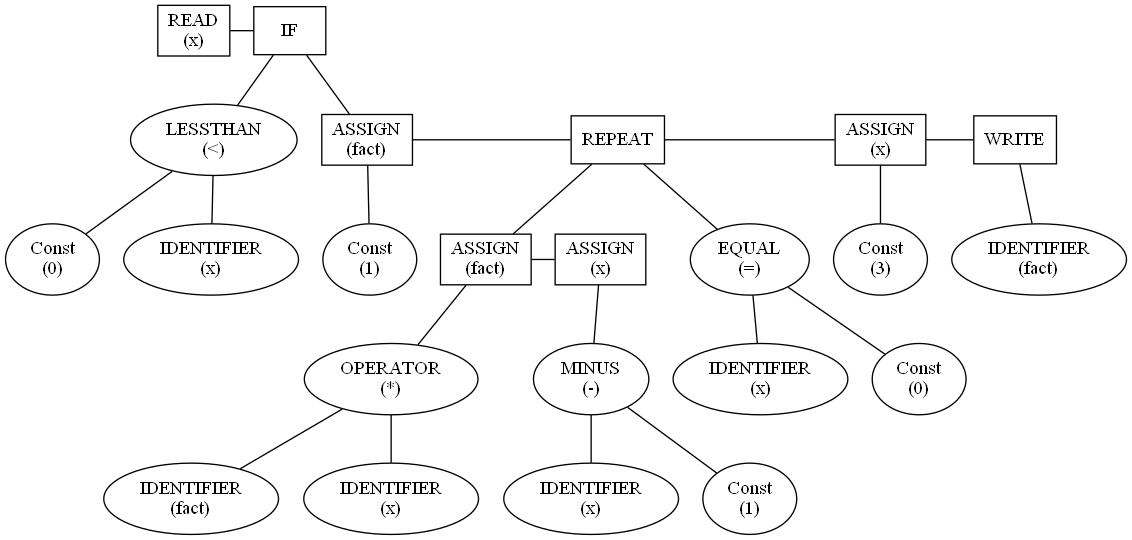 READ
(x)
IF
LESSTHAN
(<)
ASSIGN
(fact)
REPEAT
ASSIGN
(x)
WRITE
Const
(0)
IDENTIFIER
(x)
Const
(1)
ASSIGN
(fact)
ASSIGN
(x)
EQUAL
(=)
Const
(3)
IDENTIFIER
(fact)
OPERATOR
(*)
MINUS
(-)
IDENTIFIER
(x)
Const
(0)
IDENTIFIER
(fact)
IDENTIFIER
(x)
IDENTIFIER
(x)
Const
(1)